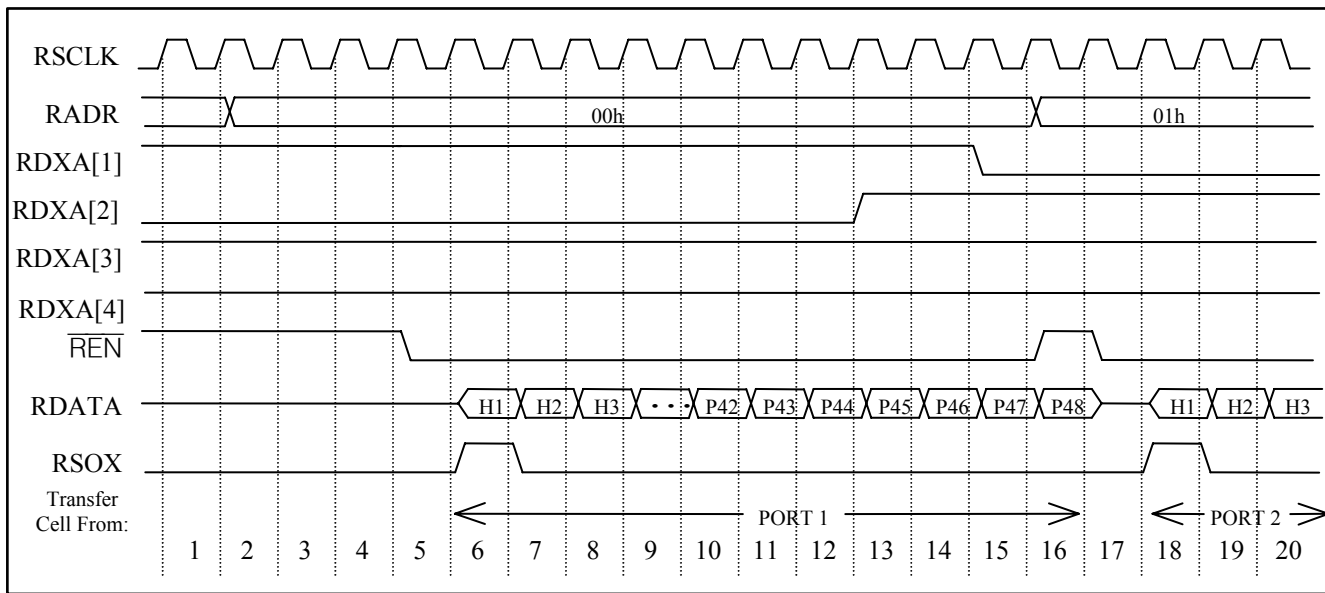 RSCLK
RADR 00h 01h
RDXA[1]
RDXA[2]
RDXA[3]
RDXA[4]
REN
RDATA H1 H2 H3 ... P42 P43 P44 P45 P46 P47 P48 H1 H2 H3
RSOX
Transfer
Cell From: PORT 1 PORT 2
1 2 3 4 5 6 7 8 9 10 11 12 13 14 15 16 17 18 19 20